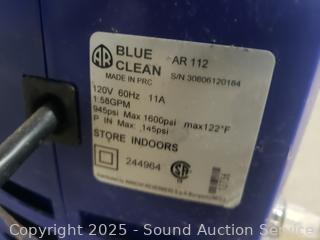 AR
BLUE CLEAN
AR 112
MADE IN PRC
S/N 30806120164
120V 60Hz 11A
1.58GPM
945psi Max 1600psi max122°F
P IN Max: .145psi
STORE INDOORS
244964
Copyright 2025 - Sound Auction Service